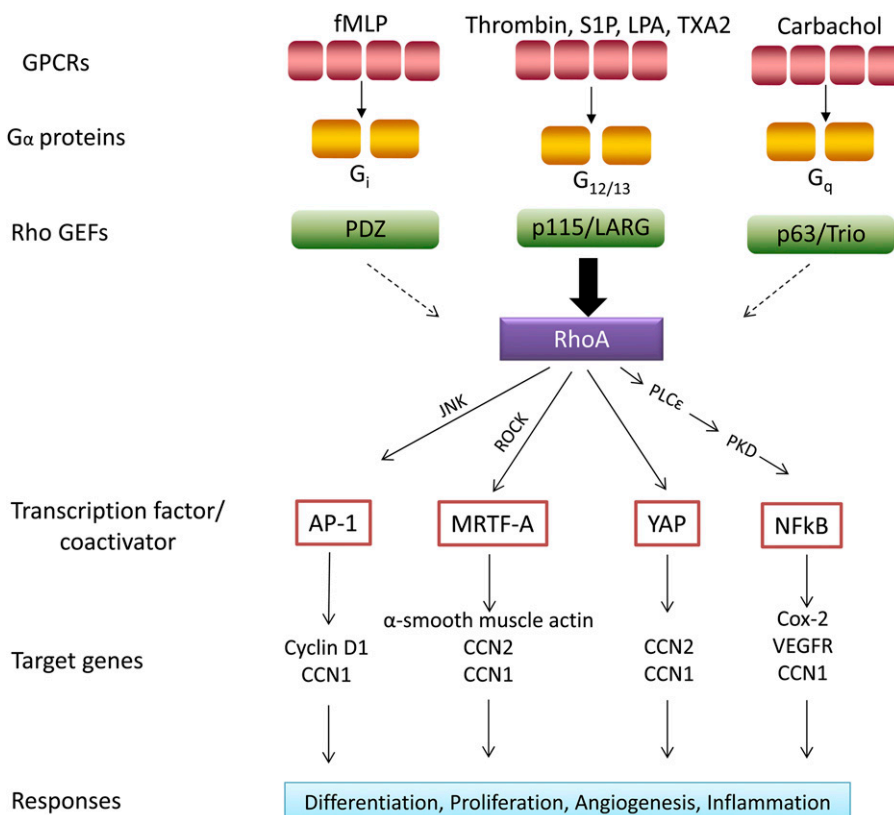 fMLP
Thrombin, S1P, LPA, TXA2
Carbachol
GPCRs
Gα proteins
Gi
G12/13
Gq
Rho GEFs
PDZ
p115/LARG
p63/Trio
RhoA
JNK
ROCK
PLCε
PKD
Transcription factor/
coactivator
AP-1
MRTF-A
YAP
NFkB
Target genes
Cyclin D1
CCN1
α-smooth muscle actin
CCN2
CCN1
CCN2
CCN1
Cox-2
VEGFR
CCN1
Responses
Differentiation, Proliferation, Angiogenesis, Inflammation